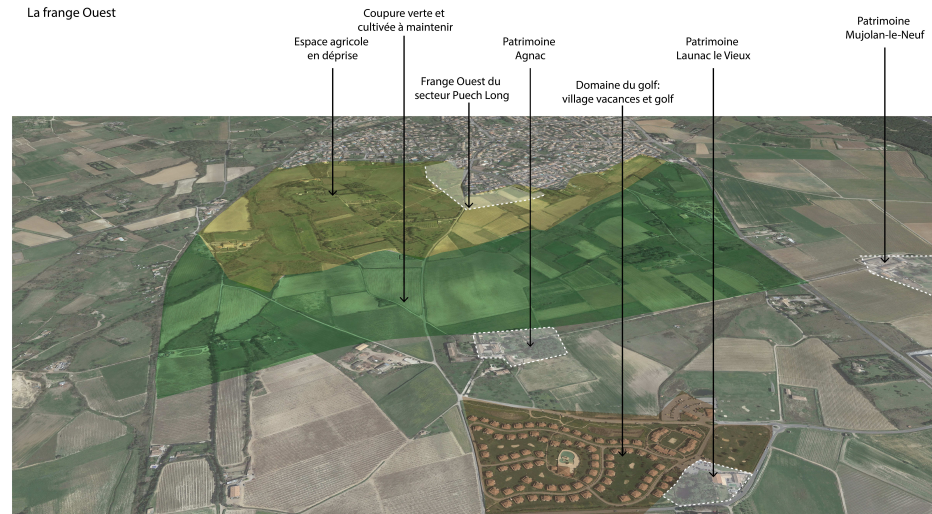 La frange Ouest
Coupure verte et
cultivée à maintenir
Espace agricole
en déprise
Patrimoine
Agnac
Patrimoine
Launac le Vieux
Patrimoine
Mujolan-le-Neuf
Frange Ouest du
secteur Puech Long
Domaine du golf:
village vacances et golf